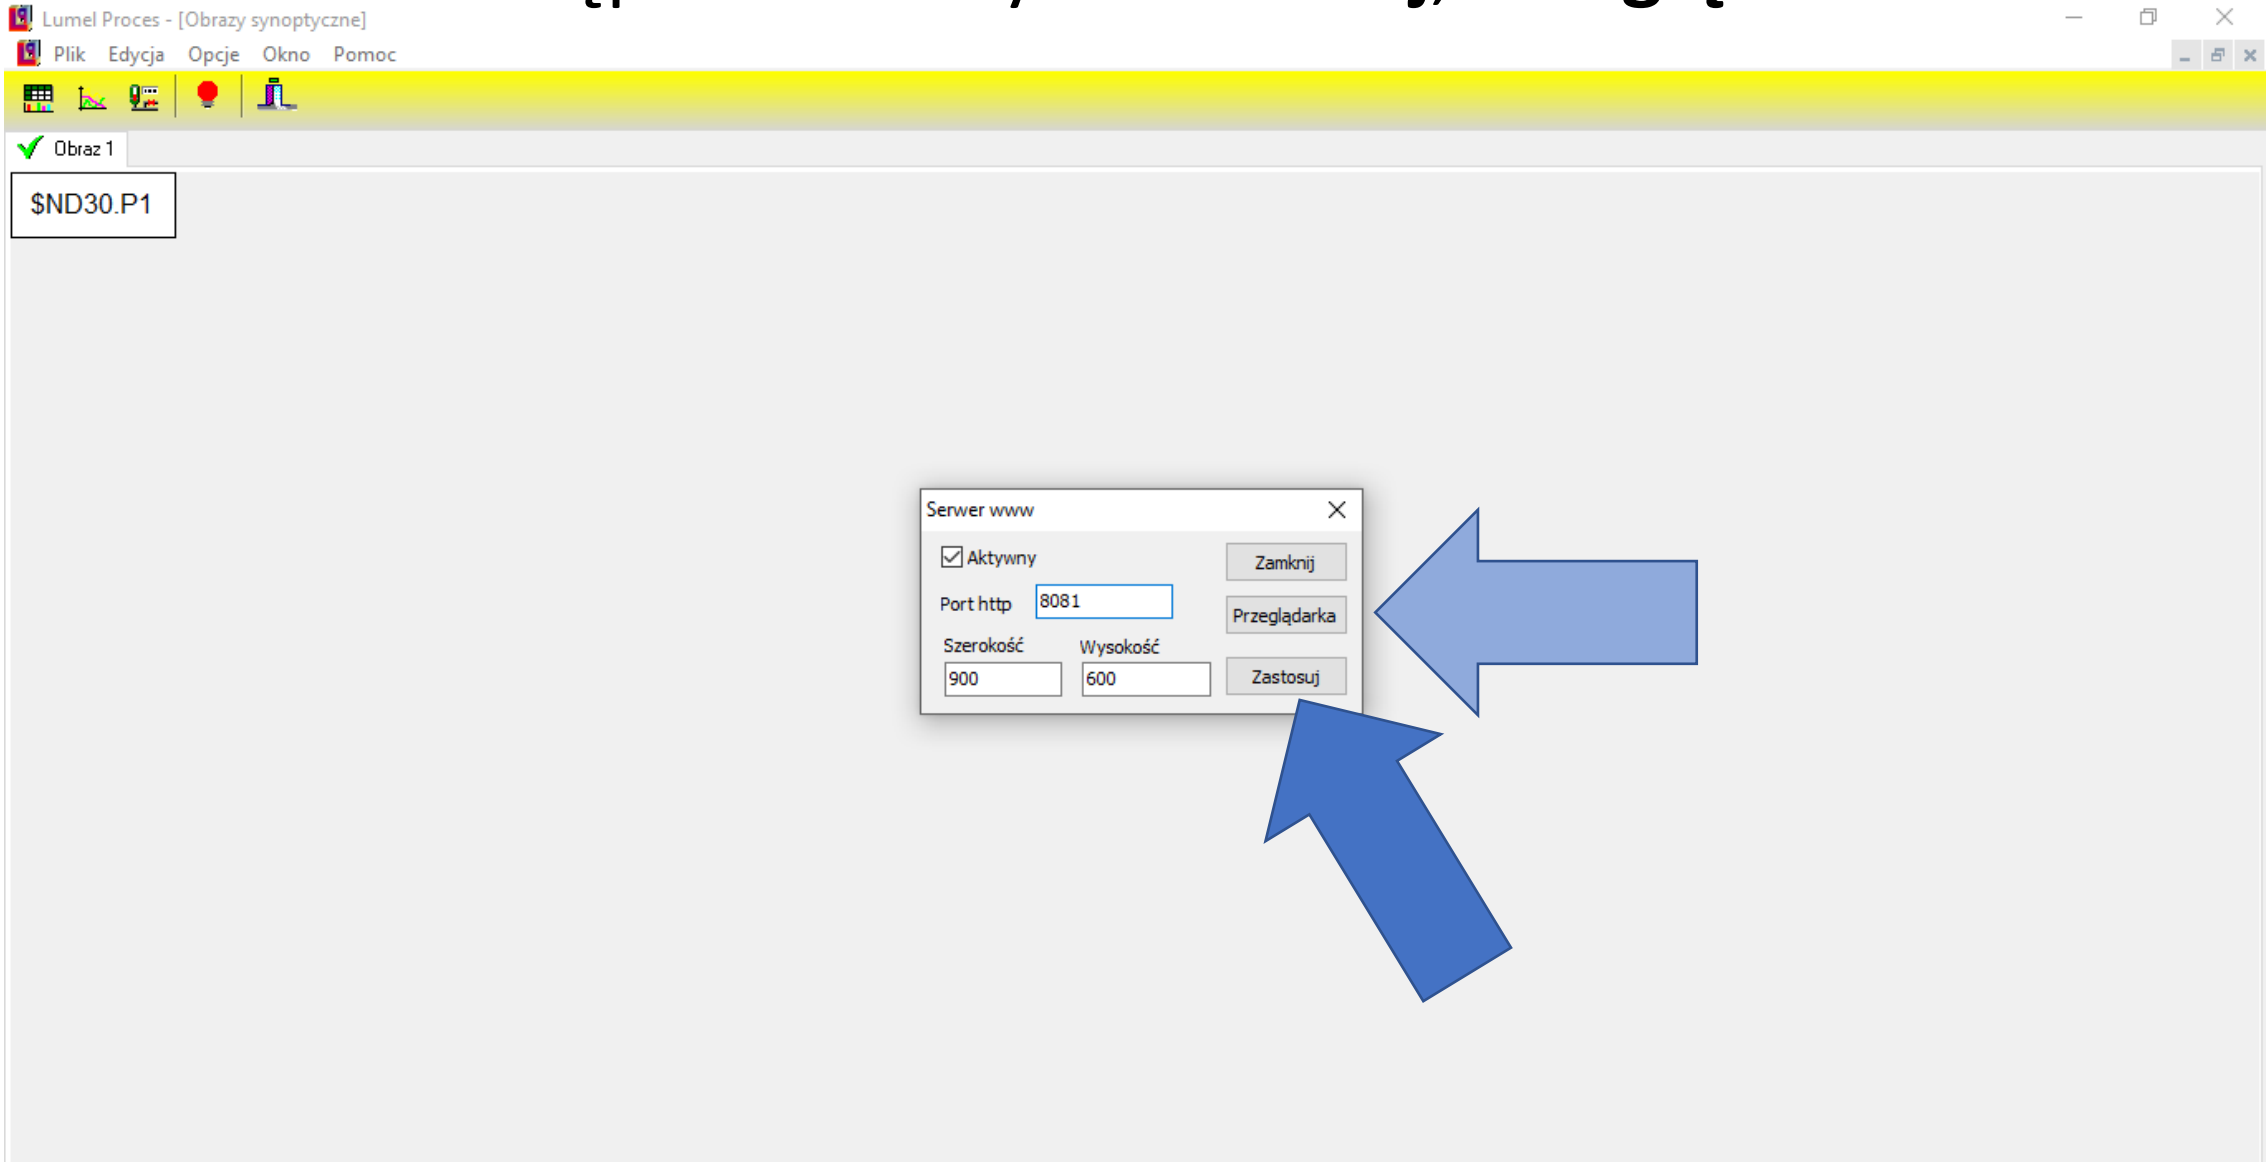 Lumel Proces - [Obrazy synoptyczne]
Plik Edycja Opcje Okno Pomoc
Obraz 1
$ND30.P1
Serwer www
Aktywny
Zamknij
Port http 8081
Przeglądarka
Szerokość Wysokość
900 600
Zastosuj